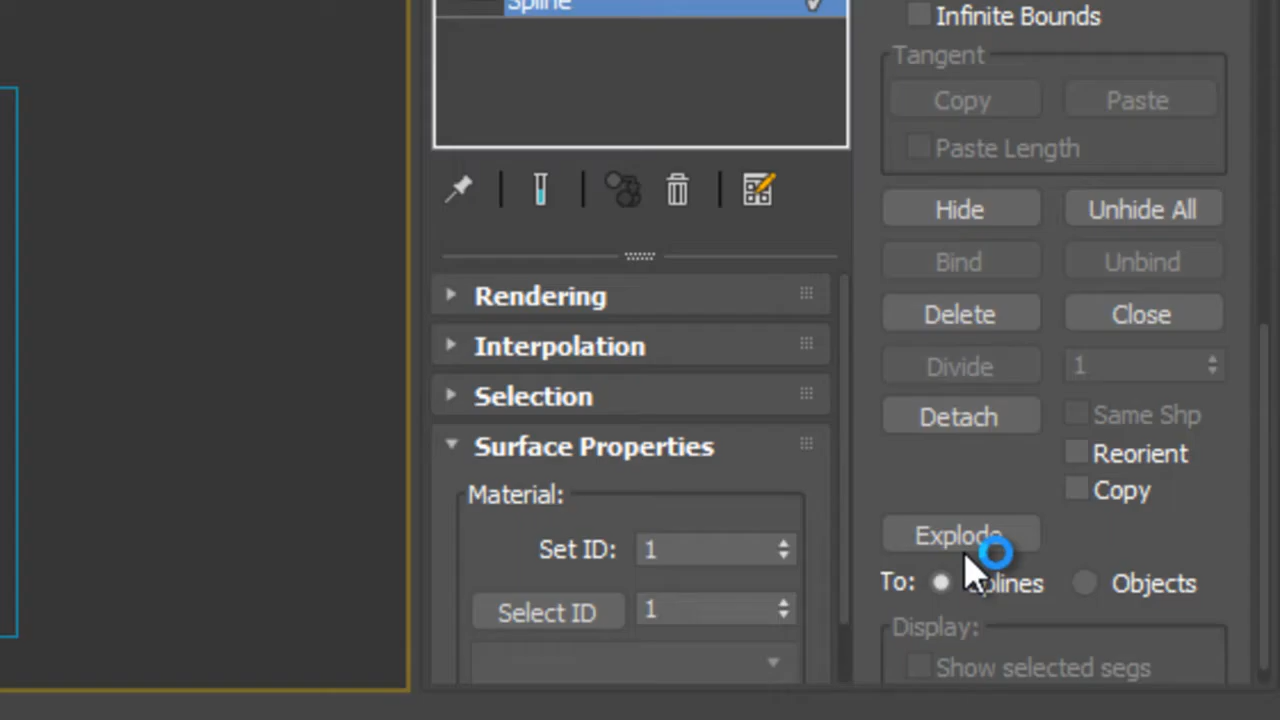 Spline
Rendering
Interpolation
Selection
Surface Properties
Material:
Set ID: 1
Select ID 1
Infinite Bounds
Tangent
Copy Paste
Paste Length
Hide Unhide All
Bind Unbind
Delete Close
Divide 1
Detach Same Shp
Reorient
Copy
Explode
To: Splines Objects
Display:
Show selected segs